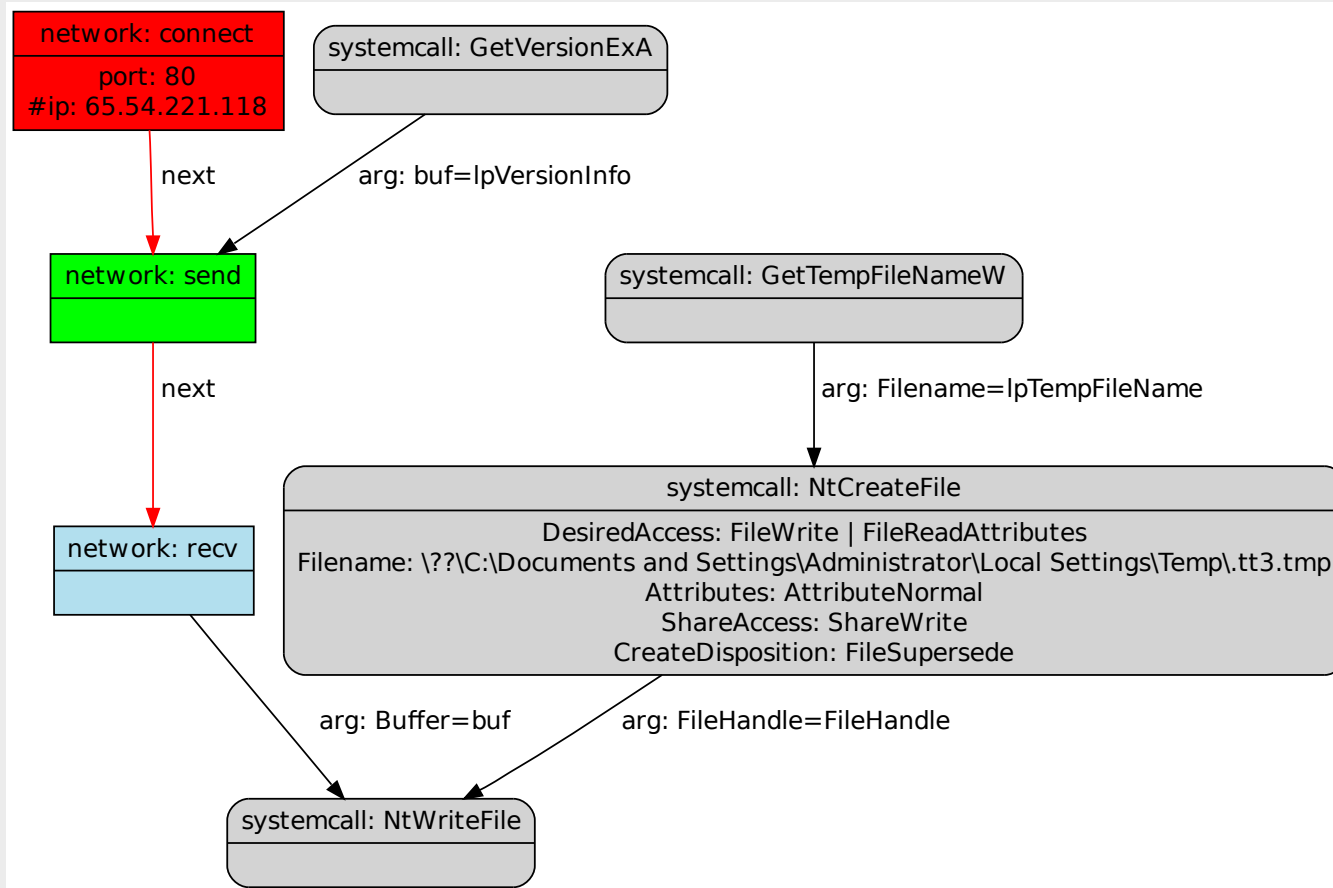 network: connect
port: 80
#ip: 65.54.221.118
systemcall: GetVersionExA
next
arg: buf=lpVersionInfo
network: send
systemcall: GetTempFileNameW
next
arg: Filename=lpTempFileName
systemcall: NtCreateFile
DesiredAccess: FileWrite | FileReadAttributes
Filename: \??\C:\Documents and Settings\Administrator\Local Settings\Temp\.tt3.tmp
Attributes: AttributeNormal
ShareAccess: ShareWrite
CreateDisposition: FileSupersede
network: recv
arg: Buffer=buf
arg: FileHandle=FileHandle
systemcall: NtWriteFile